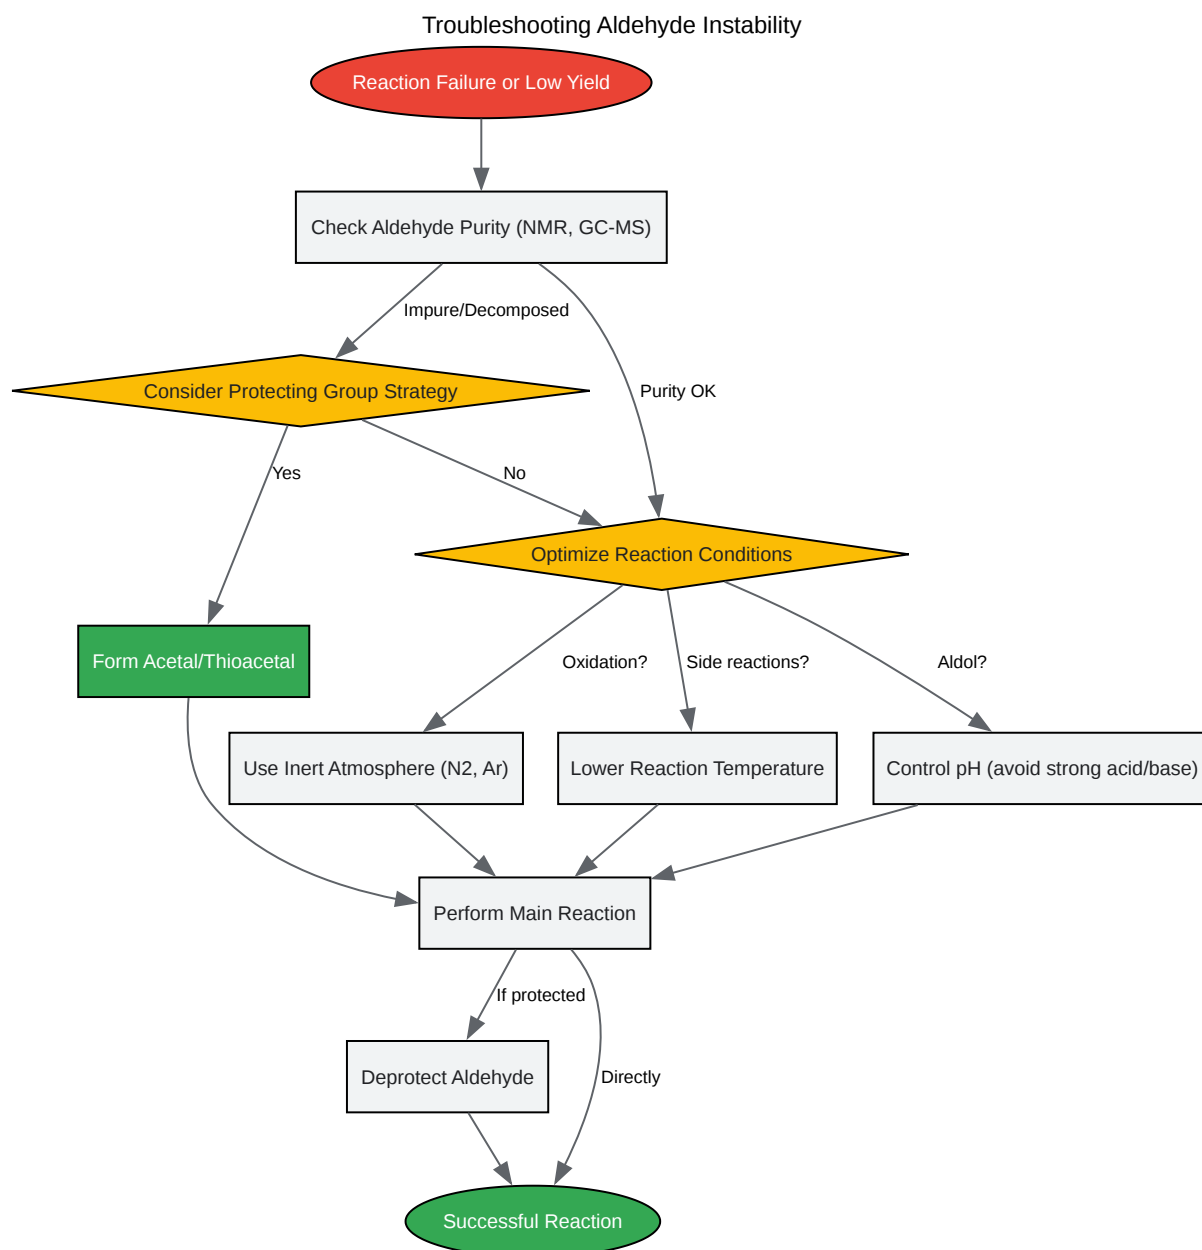 Troubleshooting Aldehyde Instability
Reaction Failure or Low Yield
Check Aldehyde Purity (NMR, GC-MS)
Impure/Decomposed
Consider Protecting Group Strategy
Purity OK
Yes
No
Optimize Reaction Conditions
Form Acetal/Thioacetal
Oxidation?
Side reactions?
Aldol?
Use Inert Atmosphere (N2, Ar)
Lower Reaction Temperature
Control pH (avoid strong acid/base)
Perform Main Reaction
If protected
Deprotect Aldehyde
Directly
Successful Reaction